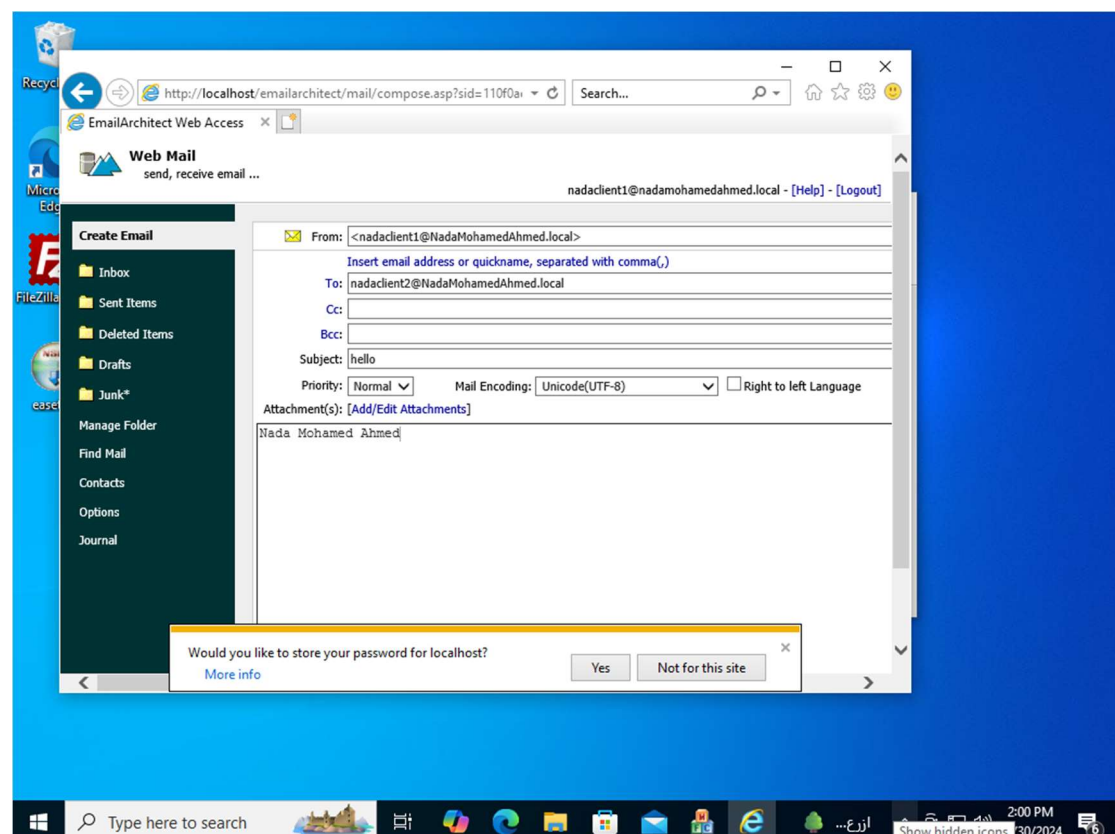 Recycl
Micro
Edg
FileZilla
easet
http://localhost/emailarchitect/mail/compose.asp?sid=110f0a
Search...
EmailArchitect Web Access
Web Mail
send, receive email ...
nadaclient1@nadamohamedahmed.local - [Help] - [Logout]
Create Email
Inbox
Sent Items
Deleted Items
Drafts
Junk*
Manage Folder
Find Mail
Contacts
Options
Journal
From: <nadaclient1@NadaMohamedAhmed.local>
Insert email address or quickname, separated with comma(,)
To: nadaclient2@NadaMohamedAhmed.local
Cc:
Bcc:
Subject: hello
Priority: Normal Mail Encoding: Unicode(UTF-8) Right to left Language
Attachment(s): [Add/Edit Attachments]
Nada Mohamed Ahmed
Would you like to store your password for localhost?
More info
Yes
Not for this site
Type here to search
ازرع...
2:00 PM
Show hidden icons
30/2024